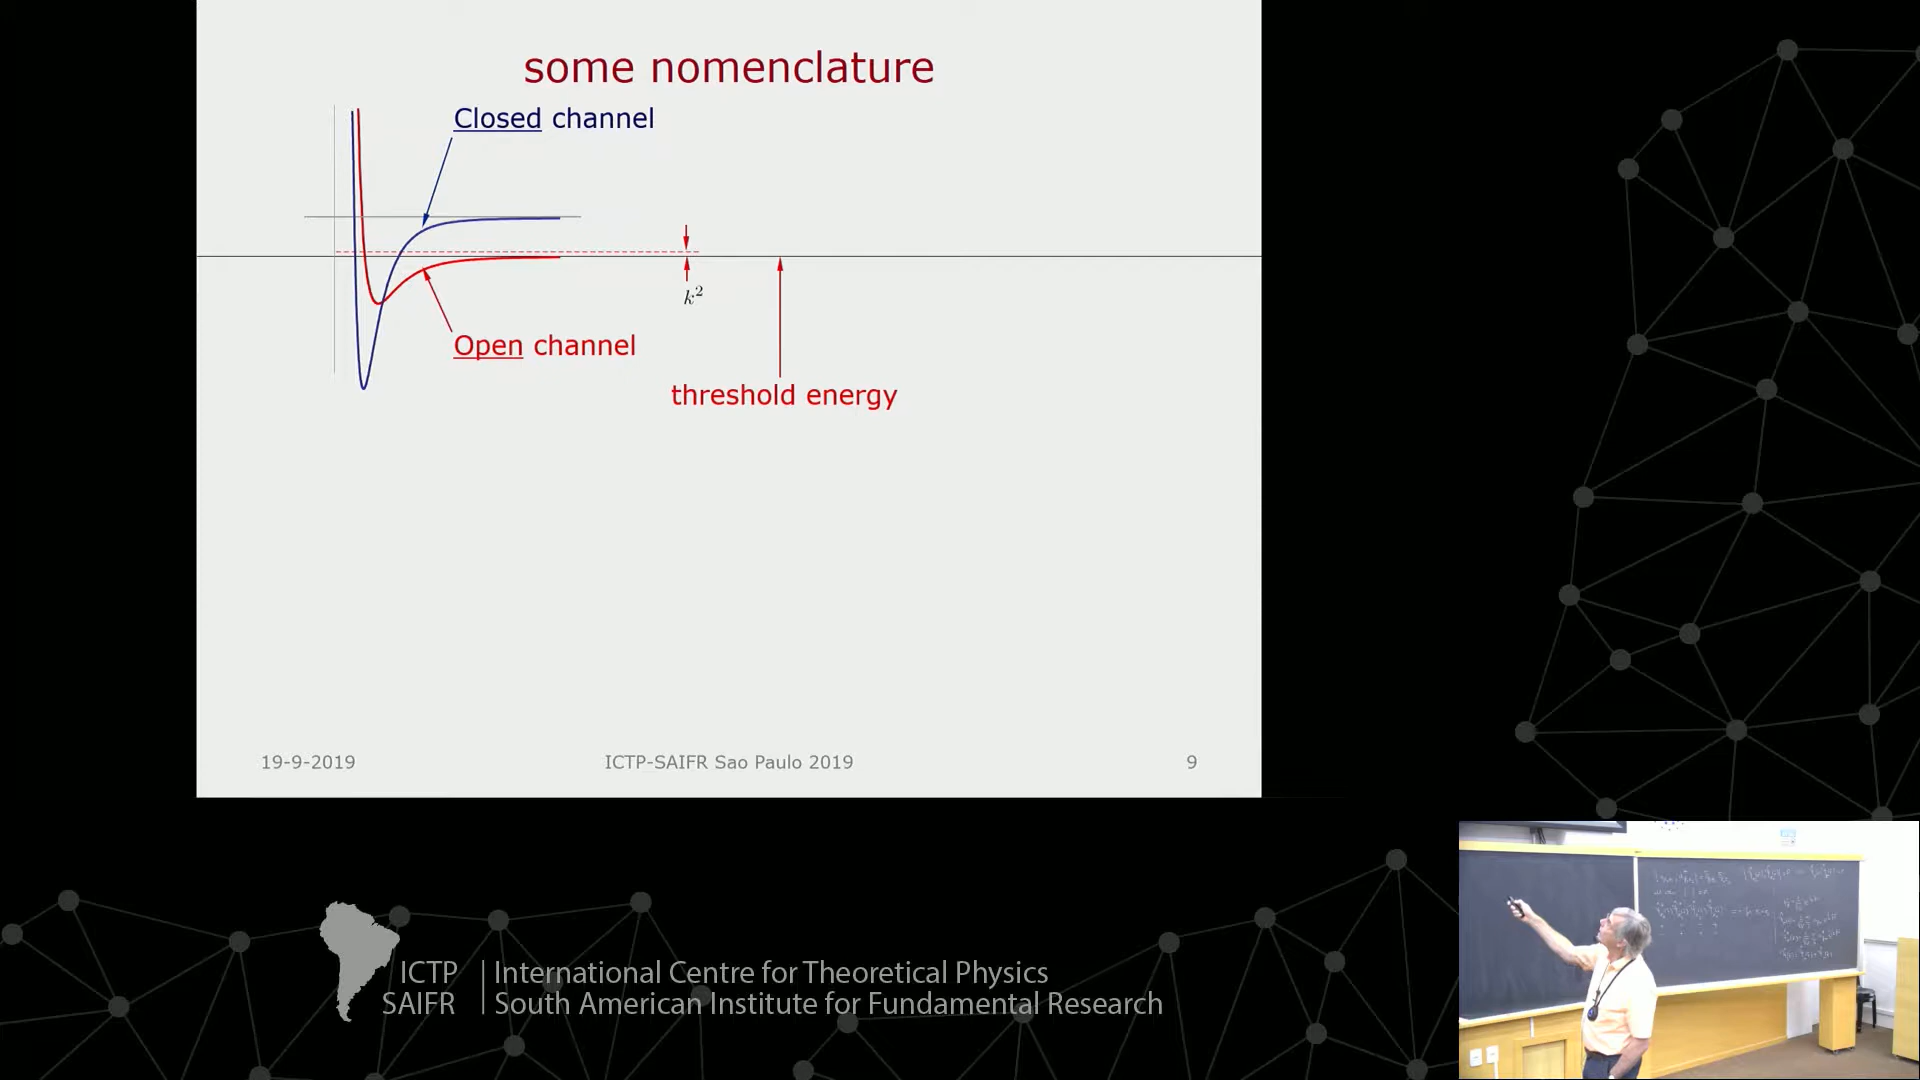 some nomenclature
Closed channel
k²
Open channel
threshold energy
19-9-2019
ICTP-SAIFR Sao Paulo 2019
9
ICTP
SAIFR
International Centre for Theoretical Physics
South American Institute for Fundamental Research